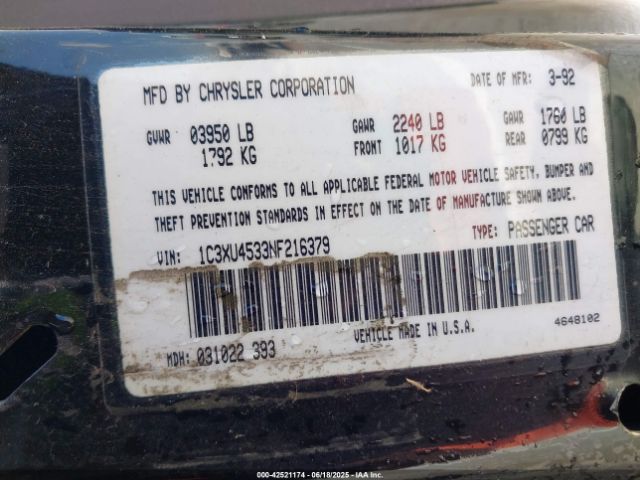 MFD BY CHRYSLER CORPORATION DATE OF MFR: 3-92
GVWR 03950 LB GAWR 2240 LB GAWR 1760 LB
1792 KG FRONT 1017 KG REAR 0799 KG
THIS VEHICLE CONFORMS TO ALL APPLICABLE FEDERAL MOTOR VEHICLE SAFETY, BUMPER AND
THEFT PREVENTION STANDARDS IN EFFECT ON THE DATE OF MANUFACTURE SHOWN ABOVE.
VIN: 1C3XU4533NF216379 TYPE: PASSENGER CAR
MDH: 031022 393 VEHICLE MADE IN U.S.A. 4648102
000-42521174 - 06/18/2025 - IAAI, Inc.